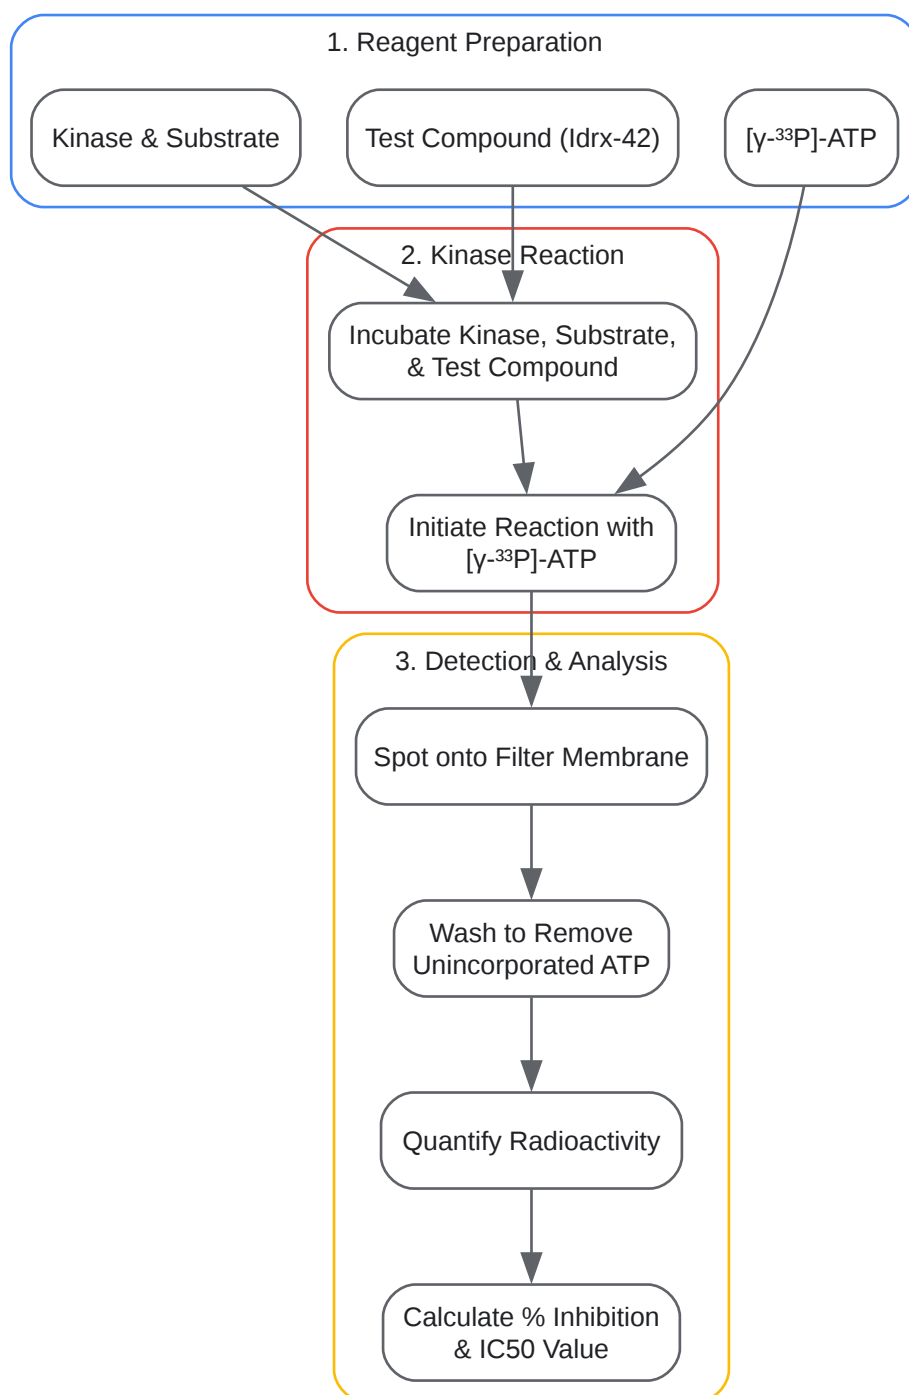 1. Reagent Preparation
Kinase & Substrate
Test Compound (Idrx-42)
[γ-³³P]-ATP
2. Kinase Reaction
Incubate Kinase, Substrate,
& Test Compound
Initiate Reaction with
[γ-³³P]-ATP
3. Detection & Analysis
Spot onto Filter Membrane
Wash to Remove
Unincorporated ATP
Quantify Radioactivity
Calculate % Inhibition
& IC50 Value